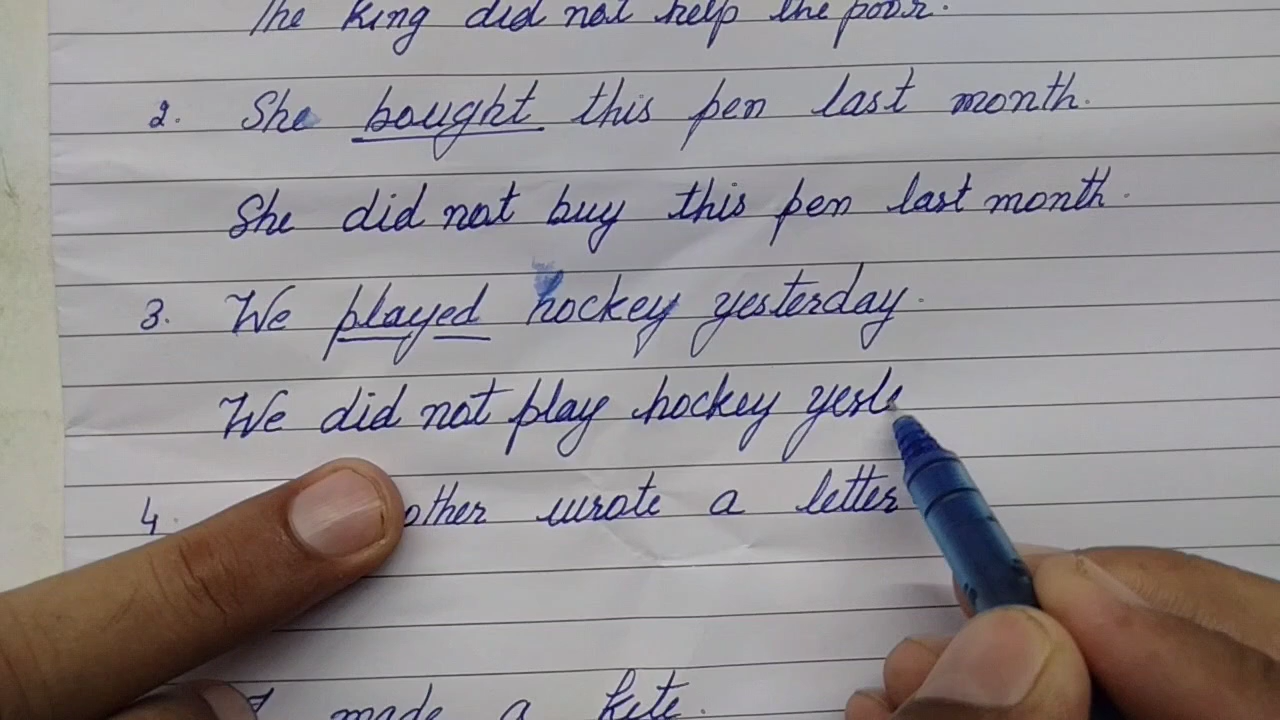 The king did not help the poor.
2. She bought this pen last month.
She did not buy this pen last month.
3. We played hockey yesterday.
We did not play hockey yeste
4. other wrote a letter
I made a kite.